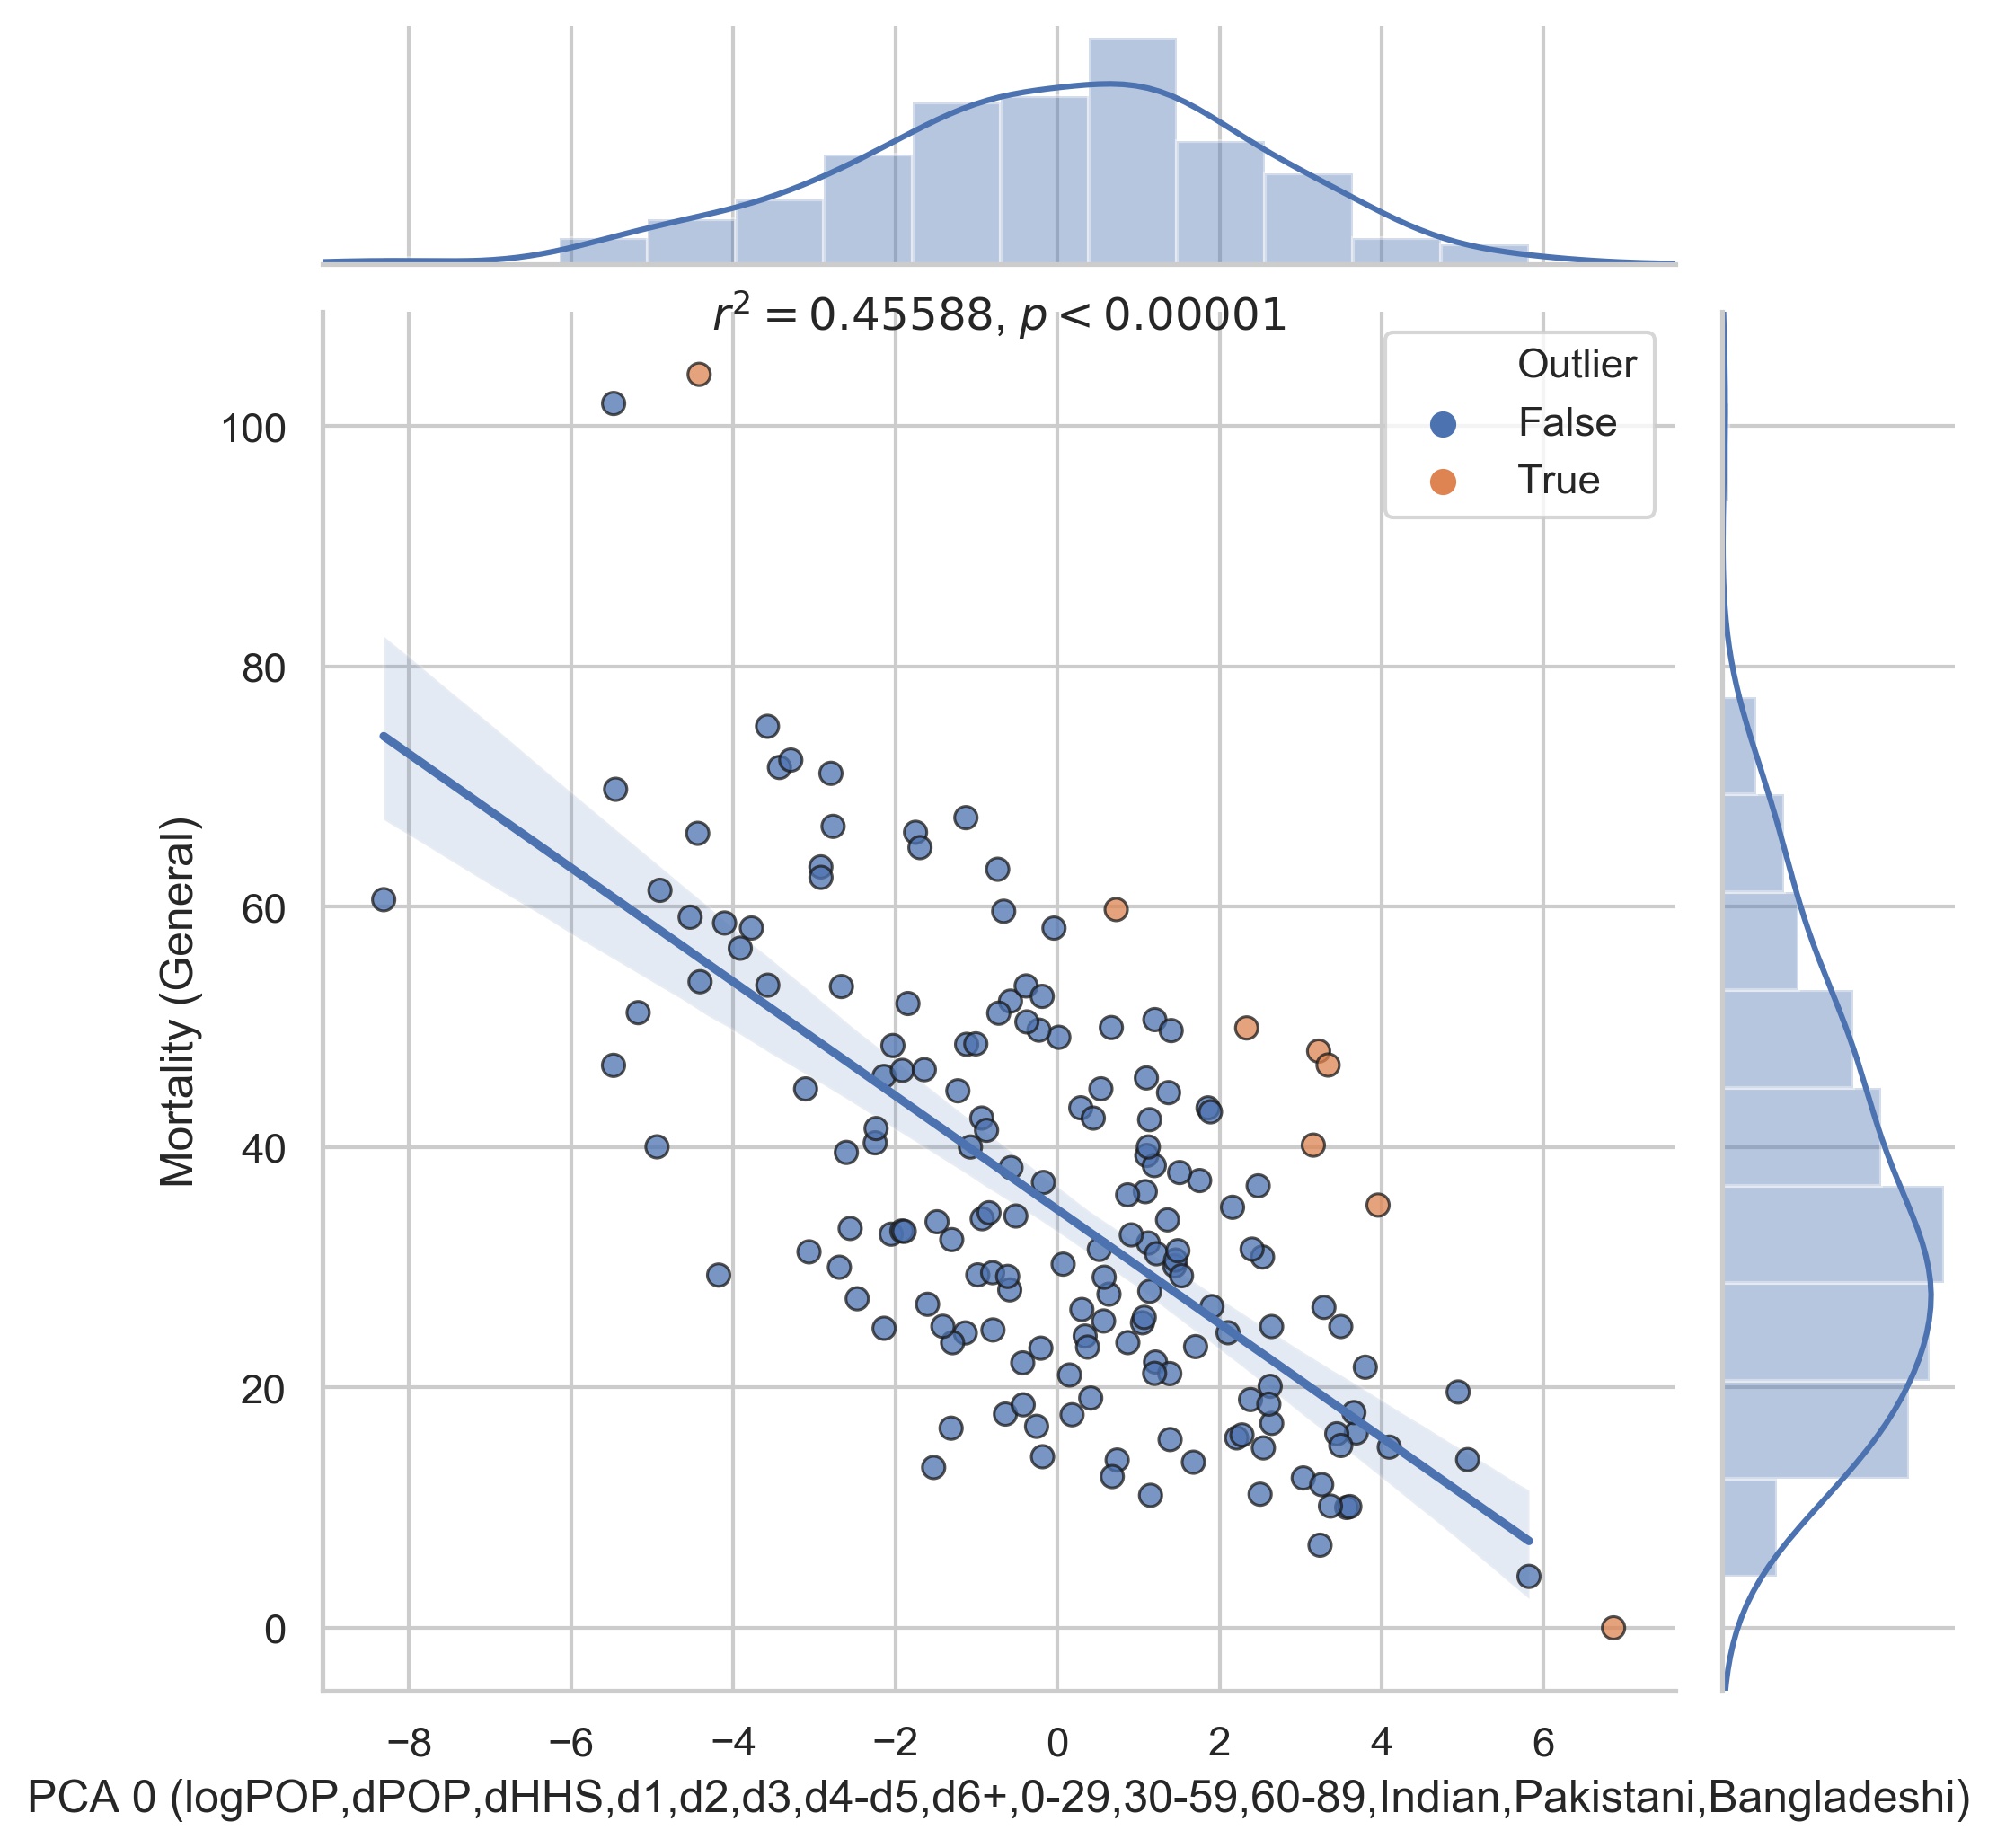 r² = 0.45588, p < 0.00001
Outlier
False
True
100
80
60
40
20
0
Mortality (General)
−8 −6 −4 −2 0 2 4 6
PCA 0 (logPOP,dPOP,dHHS,d1,d2,d3,d4-d5,d6+,0-29,30-59,60-89,Indian,Pakistani,Bangladeshi)